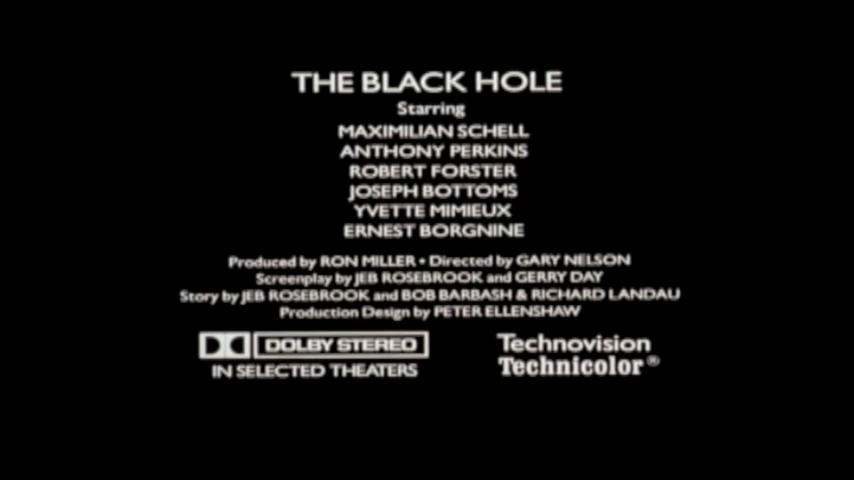 THE BLACK HOLE
Starring
MAXIMILIAN SCHELL
ANTHONY PERKINS
ROBERT FORSTER
JOSEPH BOTTOMS
YVETTE MIMIEUX
ERNEST BORGNINE
Produced by RON MILLER • Directed by GARY NELSON
Screenplay by JEB ROSEBROOK and GERRY DAY
Story by JEB ROSEBROOK and BOB BARBASH & RICHARD LANDAU
Production Design by PETER ELLENSHAW
DOLBY STEREO
IN SELECTED THEATERS
Technovision
Technicolor®